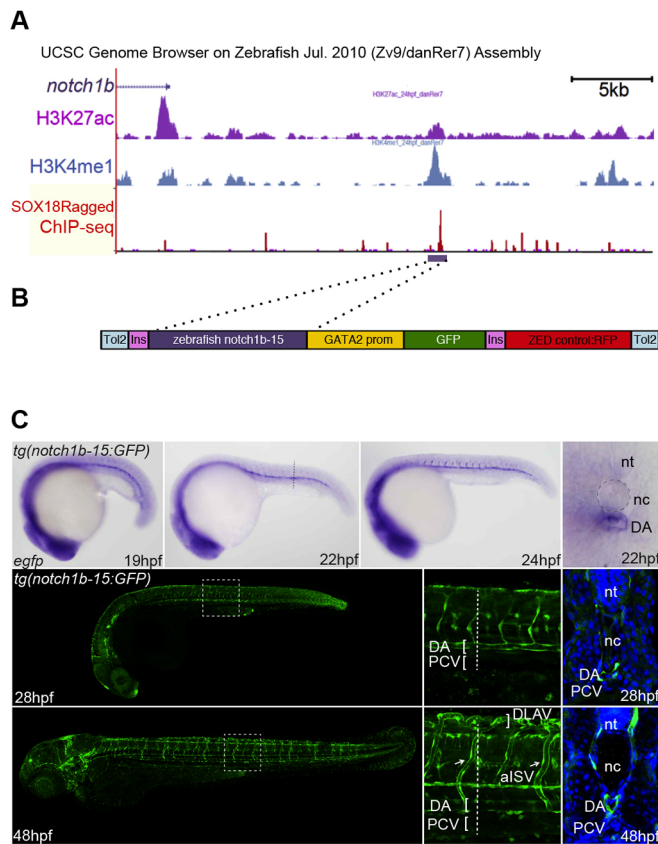 A
UCSC Genome Browser on Zebrafish Jul. 2010 (Zv9/danRer7) Assembly
notch1b
5kb
H3K27ac_24hpf_danRer7
H3K27ac
H3K4me1_24hpf_danRer7
H3K4me1
SOX18Ragged
ChIP-seq
B
Tol2 Ins zebrafish notch1b-15 GATA2 prom GFP Ins ZED control:RFP Tol2
C
tg(notch1b-15:GFP)
nt
nc
DA
egfp 19hpf 22hpf 24hpf 22hpf
tg(notch1b-15:GFP)
nt
nc
DA
PCV
DA
PCV
28hpf 28hpf
DLAV
nt
aISV
nc
DA
PCV
DA
PCV
48hpf 48hpf